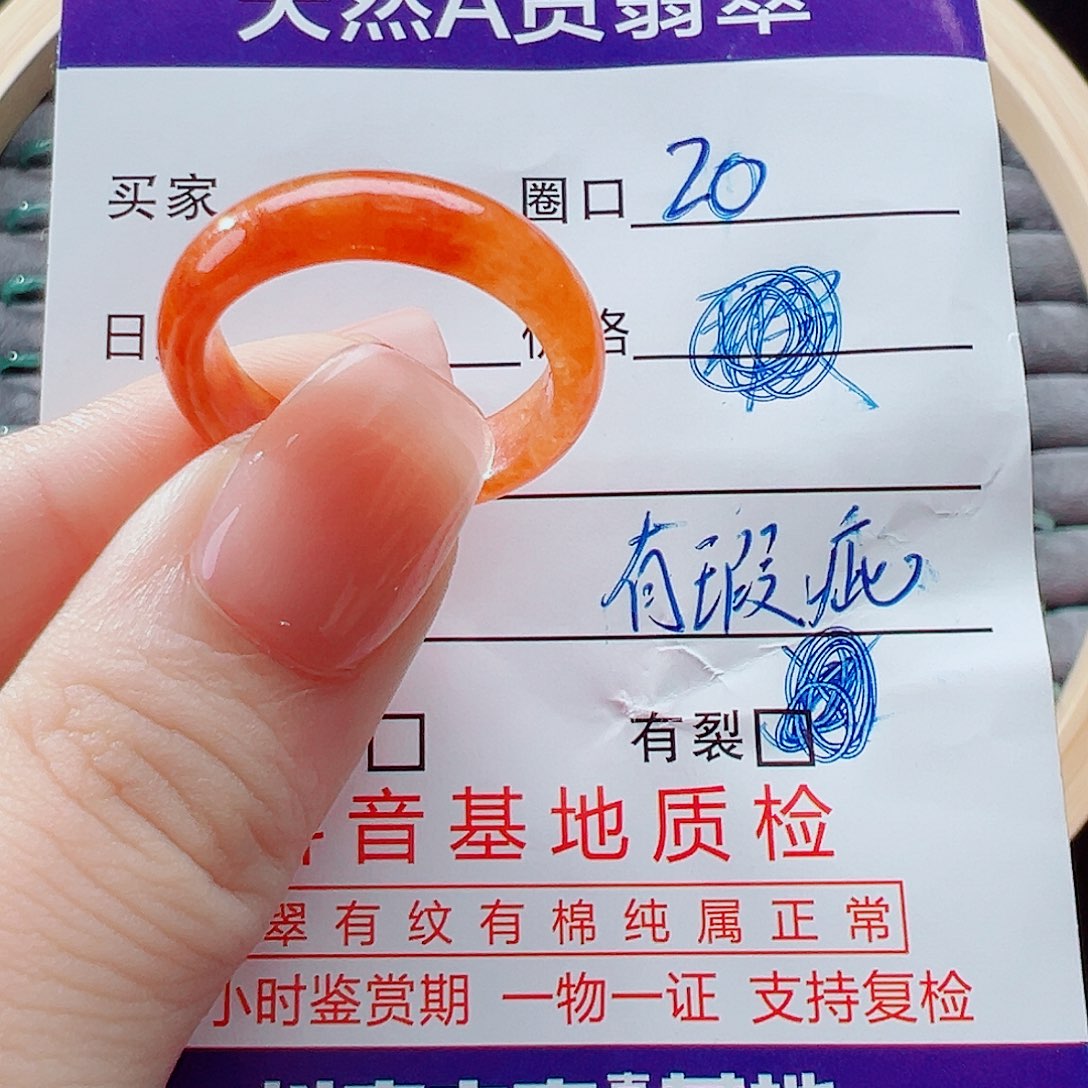 天然A货翡翠
买家 圈口 20
日 价格
有瑕疵
有裂
音基地质检
翠有纹有棉纯属正常
小时鉴赏期 一物一证 支持复检